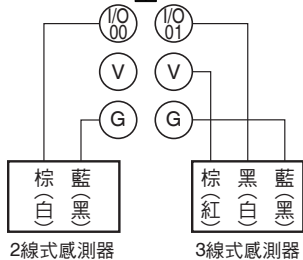 I/O 00 I/O 01
V V
G G
棕(白) 藍(黑) 棕(紅) 黑(白) 藍(黑)
2線式感測器 3線式感測器